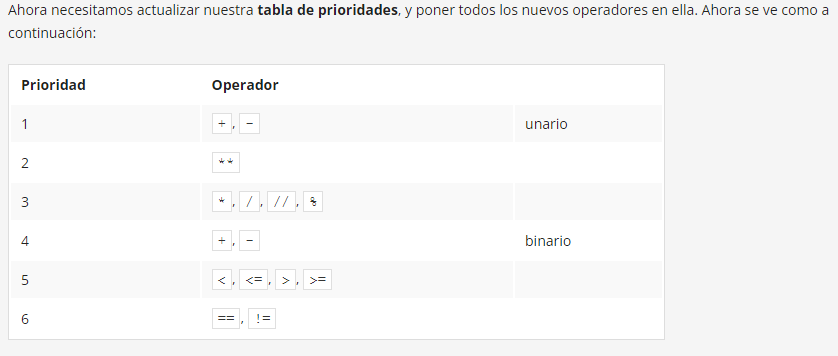 Ahora necesitamos actualizar nuestra tabla de prioridades, y poner todos los nuevos operadores en ella. Ahora se ve como a
continuación:
Prioridad Operador
1 +, - unario
2 **
3 *, /, //, %
4 +, - binario
5 <, <=, >, >=
6 ==, !=